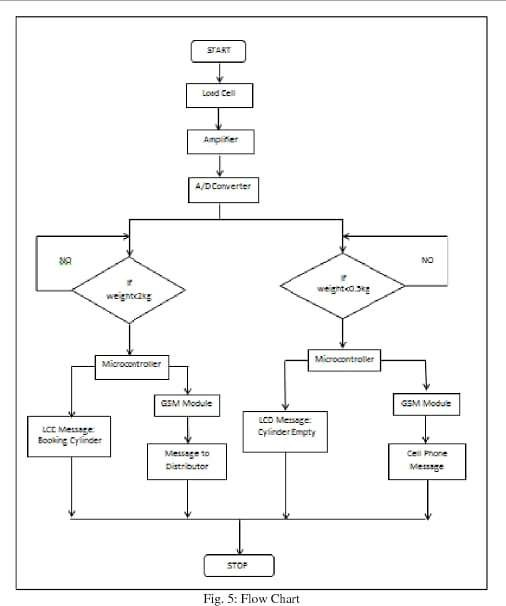 START
Load Cell
Amplifier
A/DConverter
NO
If
weight<2kg
NO
If
weight<0.5kg
Microcontroller
Microcontroller
GSM Module
GSM Module
LCC Message:
Booking Cylinder
LCD Message:
Cylinder Empty
Message to
Distributor
Cell Phone
Message
STOP
Fig. 5: Flow Chart